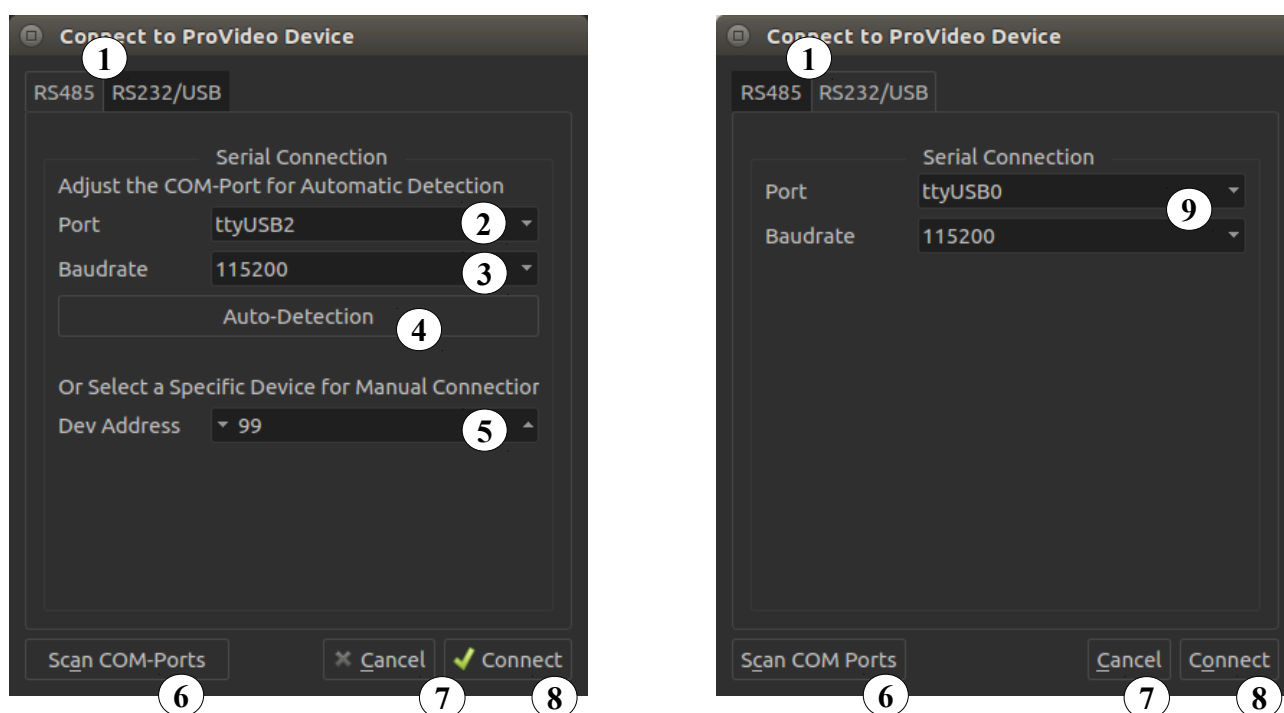 Connect to ProVideo Device
1
RS485 RS232/USB
Serial Connection
Adjust the COM-Port for Automatic Detection
Port ttyUSB2 2
Baudrate 115200 3
Auto-Detection 4
Or Select a Specific Device for Manual Connection
Dev Address 99 5
Scan COM-Ports Cancel Connect
6 7 8
Connect to ProVideo Device
1
RS485 RS232/USB
Serial Connection
Port ttyUSB0
9
Baudrate 115200
Scan COM Ports Cancel Connect
6 7 8